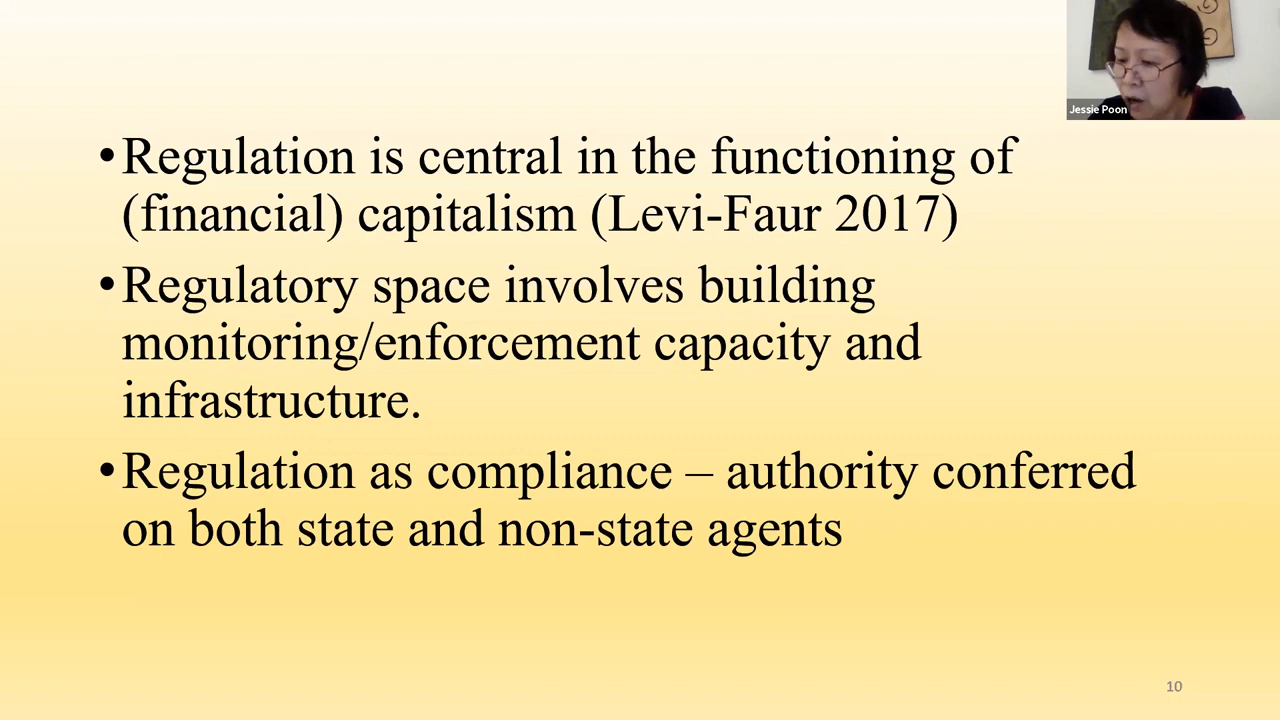 Jessie Poon
•Regulation is central in the functioning of
(financial) capitalism (Levi-Faur 2017)
•Regulatory space involves building
monitoring/enforcement capacity and
infrastructure.
•Regulation as compliance – authority conferred
on both state and non-state agents
10